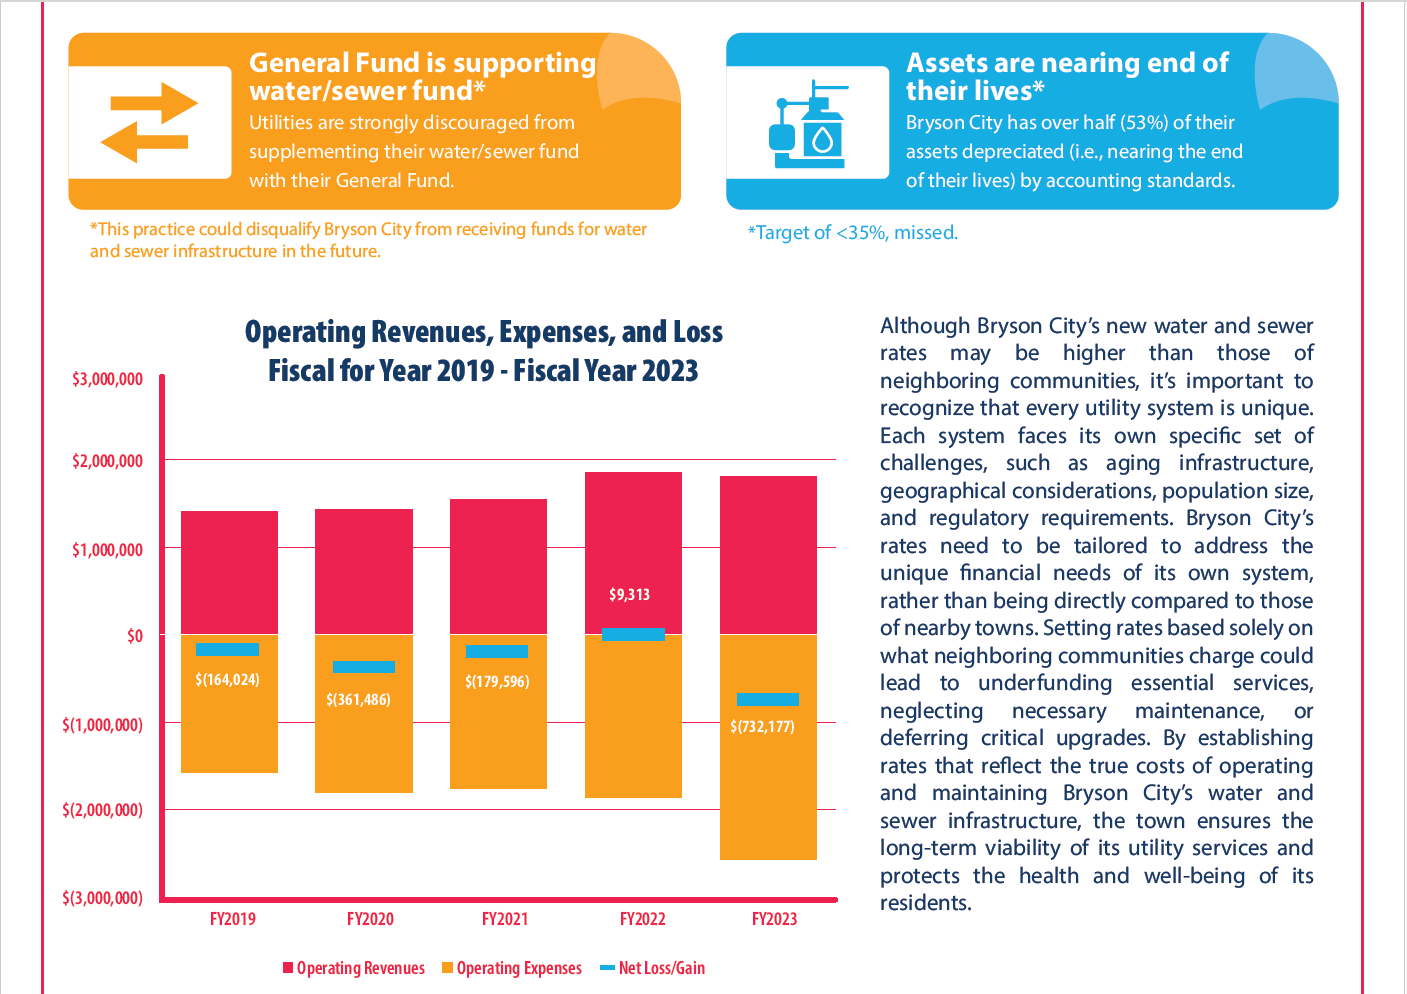 General Fund is supporting
water/sewer fund*
Utilities are strongly discouraged from
supplementing their water/sewer fund
with their General Fund.
*This practice could disqualify Bryson City from receiving funds for water
and sewer infrastructure in the future.
Assets are nearing end of
their lives*
Bryson City has over half (53%) of their
assets depreciated (i.e., nearing the end
of their lives) by accounting standards.
*Target of <35%, missed.
Operating Revenues, Expenses, and Loss
Fiscal for Year 2019 - Fiscal Year 2023
$3,000,000
$2,000,000
$1,000,000
$0
$(1,000,000)
$(2,000,000)
$(3,000,000)
$(164,024)
$(361,486)
$(179,596)
$9,313
$(732,177)
FY2019
FY2020
FY2021
FY2022
FY2023
Operating Revenues
Operating Expenses
Net Loss/Gain
Although Bryson City’s new water and sewer
rates may be higher than those of
neighboring communities, it’s important to
recognize that every utility system is unique.
Each system faces its own specific set of
challenges, such as aging infrastructure,
geographical considerations, population size,
and regulatory requirements. Bryson City’s
rates need to be tailored to address the
unique financial needs of its own system,
rather than being directly compared to those
of nearby towns. Setting rates based solely on
what neighboring communities charge could
lead to underfunding essential services,
neglecting necessary maintenance, or
deferring critical upgrades. By establishing
rates that reflect the true costs of operating
and maintaining Bryson City’s water and
sewer infrastructure, the town ensures the
long-term viability of its utility services and
protects the health and well-being of its
residents.